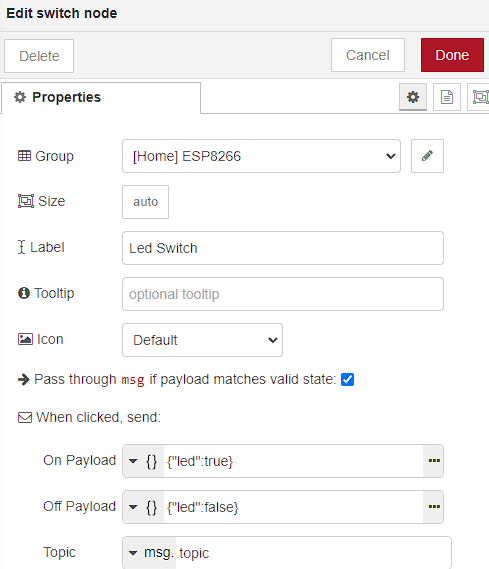 Edit switch node
Delete
Cancel
Done
Properties
Group
[Home] ESP8266
Size
auto
Label
Led Switch
Tooltip
optional tooltip
Icon
Default
Pass through msg if payload matches valid state:
When clicked, send:
On Payload
{} {"led":true}
Off Payload
{} {"led":false}
Topic
msg. topic